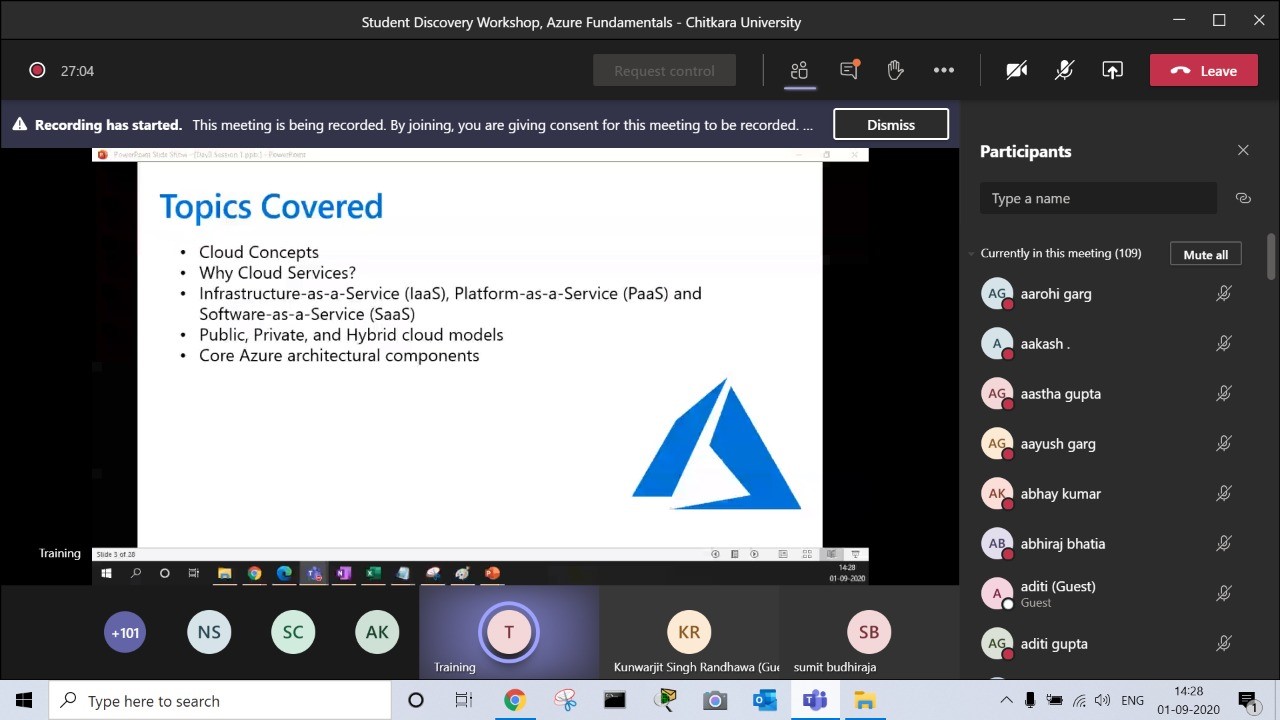 Student Discovery Workshop, Azure Fundamentals - Chitkara University
27:04
Request control
Leave
Recording has started. This meeting is being recorded. By joining, you are giving consent for this meeting to be recorded. ...
Dismiss
PowerPoint Slide Show - [Day1 Session 1.pptx] - PowerPoint
Topics Covered
• Cloud Concepts
• Why Cloud Services?
• Infrastructure-as-a-Service (IaaS), Platform-as-a-Service (PaaS) and
Software-as-a-Service (SaaS)
• Public, Private, and Hybrid cloud models
• Core Azure architectural components
Training
Slide 3 of 28
14:28
01-09-2020
+101
NS
SC
AK
T
Training
KR
Kunwarjit Singh Randhawa (Gue
SB
sumit budhiraja
Participants
Type a name
Currently in this meeting (109)
Mute all
AG aarohi garg
A aakash .
AG aastha gupta
AG aayush garg
AK abhay kumar
AB abhiraj bhatia
A aditi (Guest)
Guest
AG aditi gupta
Type here to search
ENG
14:28
01-09-2020
1